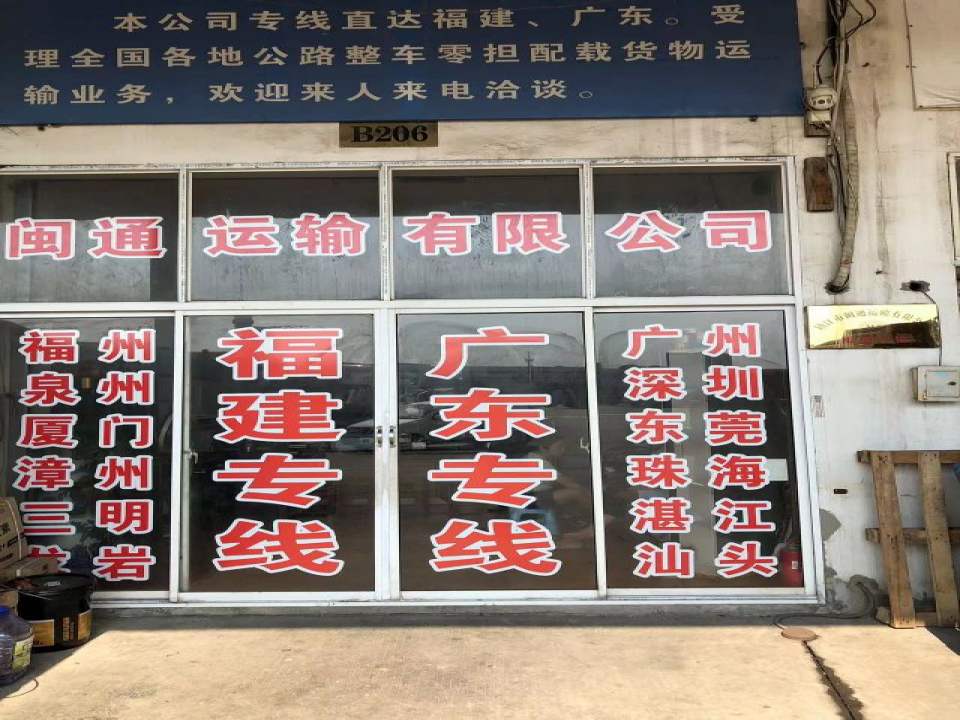 本公司专线直达福建、广东。受
理全国各地公路整车零担配载货物运
输业务，欢迎来人来电洽谈。
B206
闽通运输有限公司
福州
泉州
厦门
漳州
三明
龙岩
福建专线
广东专线
广州
深圳
东莞
珠海
湛江
汕头